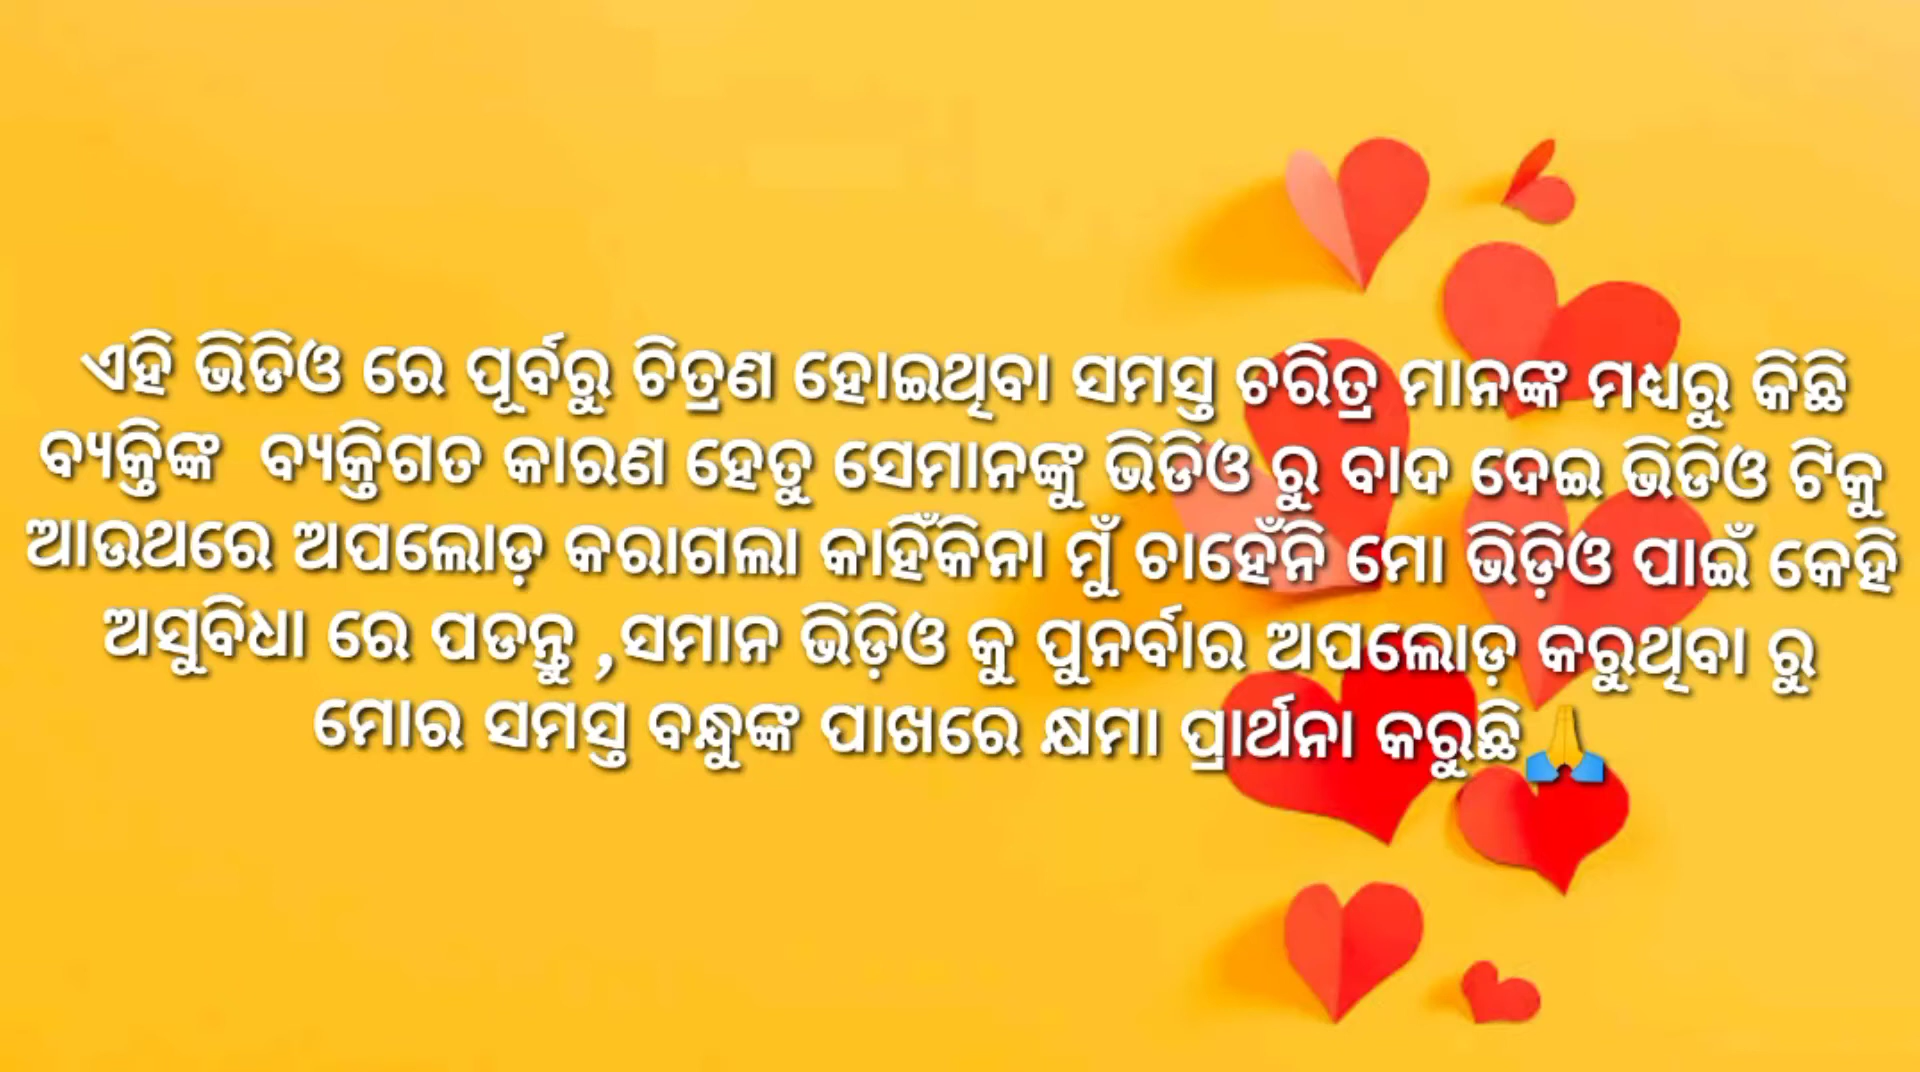 ଏହି ଭିଡିଓ ରେ ପୂର୍ବରୁ ଚିତ୍ରଣ ହୋଇଥିବା ସମସ୍ତ ଚରିତ୍ର ମାନଙ୍କ ମଧ୍ୟରୁ କିଛି
ବ୍ୟକ୍ତିଙ୍କ ବ୍ୟକ୍ତିଗତ କାରଣ ହେତୁ ସେମାନଙ୍କୁ ଭିଡିଓ ରୁ ବାଦ ଦେଇ ଭିଡିଓ ଟିକୁ
ଆଉଥରେ ଅପଲୋଡ଼ କରାଗଲା କାହିଁକିନା ମୁଁ ଚାହେଁନି ମୋ ଭିଡ଼ିଓ ପାଇଁ କେହି
ଅସୁବିଧା ରେ ପଡନ୍ତୁ ,ସମାନ ଭିଡ଼ିଓ କୁ ପୁନର୍ବାର ଅପଲୋଡ଼ କରୁଥିବା ରୁ
ମୋର ସମସ୍ତ ବନ୍ଧୁଙ୍କ ପାଖରେ କ୍ଷମା ପ୍ରାର୍ଥନା କରୁଛି🙏